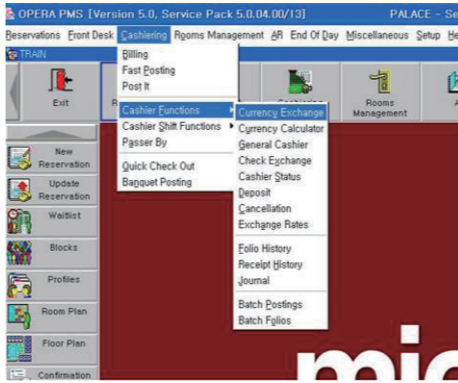 OPERA PMS [Version 5.0, Service Pack 5.0.04.00/13] PALACE - Se
Reservations Front Desk Cashiering Rooms Management AR End Of Day Miscellaneous Setup He
TRAIN
Billing
Fast Posting
Post It
Cashier Functions
Cashier Shift Functions
Passer By
Quick Check Out
Banquet Posting
Currency Exchange
Currency Calculator
General Cashier
Check Exchange
Cashier Status
Deposit
Cancellation
Exchange Rates
Folio History
Receipt History
Journal
Batch Postings
Batch Folios
Exit
Rooms
Management
New
Reservation
Update
Reservation
Waitlist
Blocks
Profiles
Room Plan
Floor Plan
Confirmation
mic